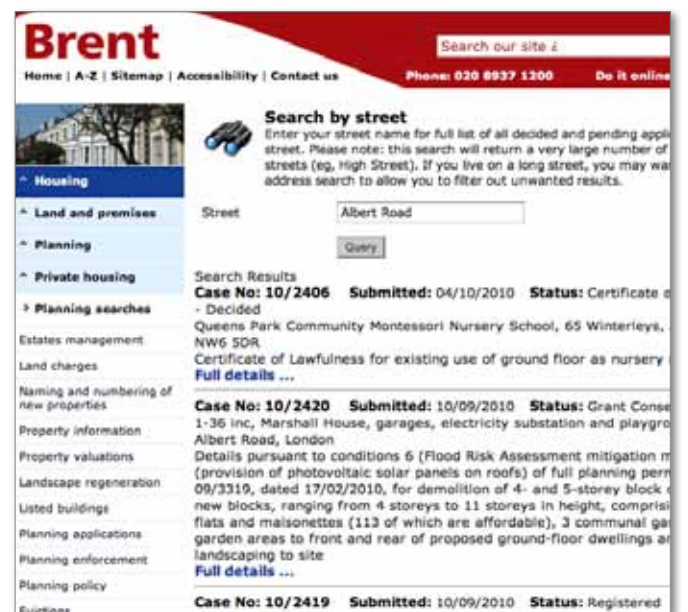 Brent
Search our site
Home | A-Z | Sitemap | Accessibility | Contact us
Phone: 020 8937 1200
Do it online
Housing
Land and premises
Planning
Private housing
Planning searches
Estates management
Land charges
Naming and numbering of
new properties
Property information
Property valuations
Landscape regeneration
Listed buildings
Planning applications
Planning enforcement
Planning policy
Evictions
Search by street
Enter your street name for full list of all decided and pending appli
street. Please note: this search will return a very large number of
streets (eg, High Street). If you live on a long street, you may wa
address search to allow you to filter out unwanted results.
Street Albert Road
Query
Search Results
Case No: 10/2406 Submitted: 04/10/2010 Status: Certificate o
- Decided
Queens Park Community Montessori Nursery School, 65 Winterleys,
NW6 5DR
Certificate of Lawfulness for existing use of ground floor as nursery
Full details ...
Case No: 10/2420 Submitted: 10/09/2010 Status: Grant Conse
1-36 inc, Marshall House, garages, electricity substation and playgro
Albert Road, London
Details pursuant to conditions 6 (Flood Risk Assessment mitigation m
(provision of photovoltaic solar panels on roofs) of full planning perm
09/3319, dated 17/02/2010, for demolition of 4- and 5-storey block
new blocks, ranging from 4 storeys to 11 storeys in height, comprisi
flats and maisonettes (113 of which are affordable), 3 communal gar
garden areas to front and rear of proposed ground-floor dwellings an
landscaping to site
Full details ...
Case No: 10/2419 Submitted: 10/09/2010 Status: Registered